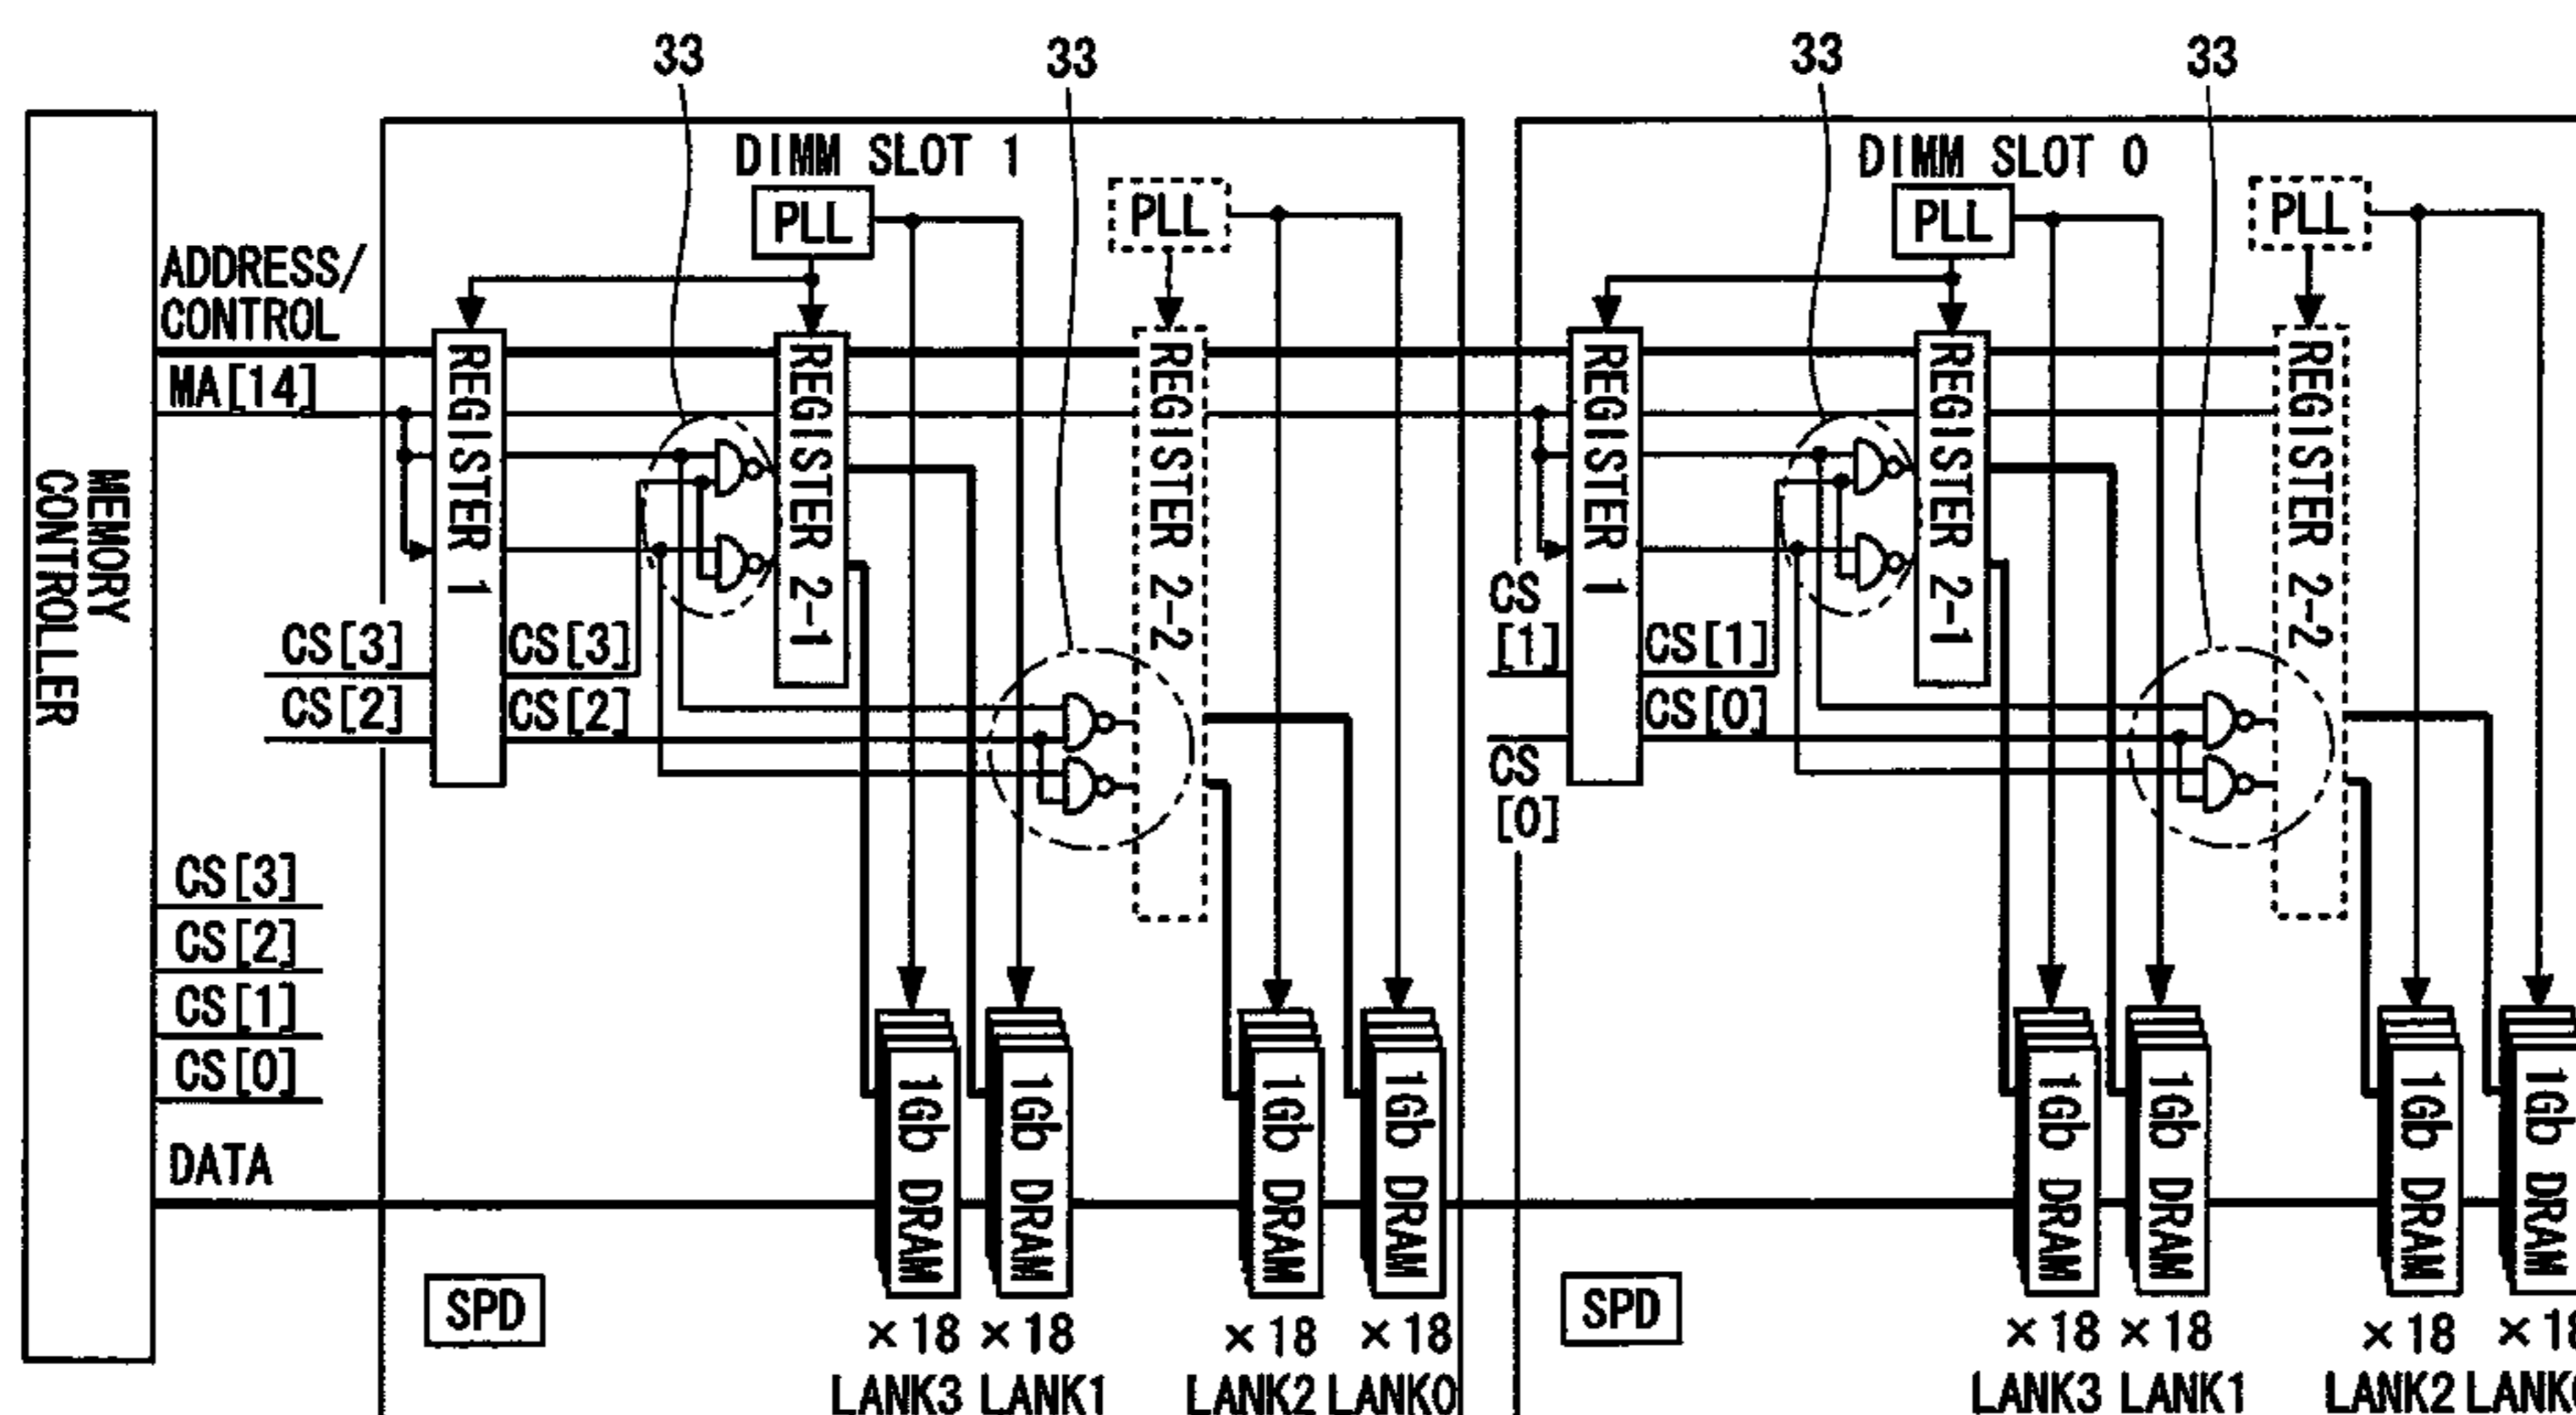 33
33
33
33
DIMM SLOT 1
DIMM SLOT 0
PLL
PLL
PLL
PLL
ADDRESS/
CONTROL
MA[14]
MEMORY
CONTROLLER
REGISTER 1
REGISTER 2-1
REGISTER 2-2
REGISTER 1
REGISTER 2-1
REGISTER 2-2
CS[3]
CS[3]
CS[2]
CS[2]
CS
[1]
CS[1]
CS[0]
CS
[0]
CS[3]
CS[2]
CS[1]
CS[0]
DATA
1Gb DRAM
1Gb DRAM
1Gb DRAM
1Gb DRAM
1Gb DRAM
1Gb DRAM
1Gb DRAM
1Gb DRAM
SPD
SPD
×18 ×18 ×18 ×18
×18 ×18 ×18 ×18
LANK3 LANK1 LANK2 LANK0
LANK3 LANK1 LANK2